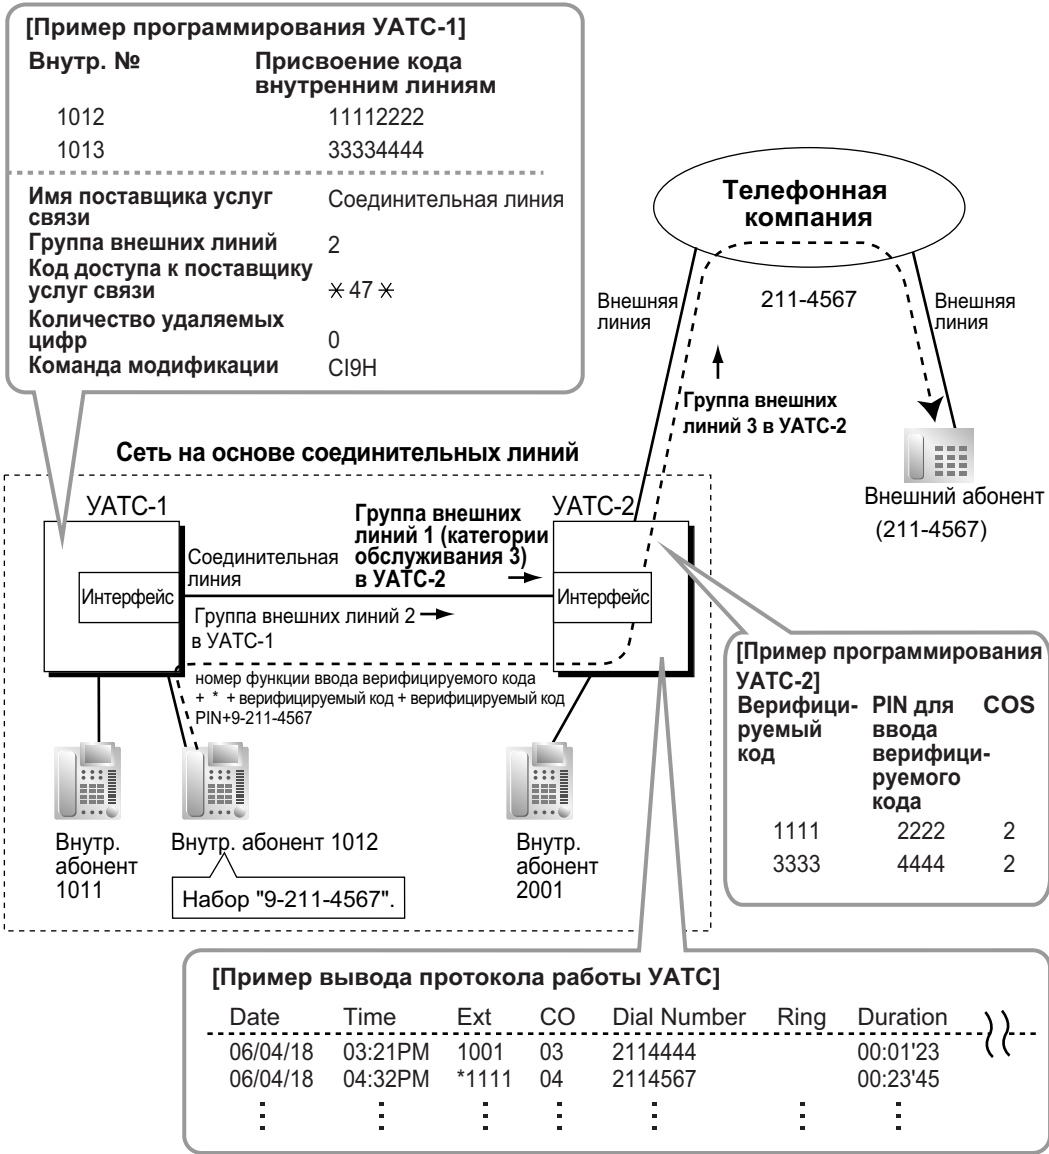 [Пример программирования УАТС-1]
Внутр. № Присвоение кода
внутренним линиям
1012 11112222
1013 33334444
Имя поставщика услуг
связи Соединительная линия
Группа внешних линий 2
Код доступа к поставщику
услуг связи ✳47✳
Количество удаляемых
цифр 0
Команда модификации CI9H
Телефонная
компания
Внешняя
линия
211-4567
Внешняя
линия
Группа внешних
линий 3 в УАТС-2
Внешний абонент
(211-4567)
Сеть на основе соединительных линий
УАТС-1
УАТС-2
Группа внешних
линий 1 (категории
обслуживания 3)
в УАТС-2
Соединительная
линия
Интерфейс
Интерфейс
Группа внешних линий 2
в УАТС-1
номер функции ввода верифицируемого кода
+ * + верифицируемый код + верифицируемый код
PIN+9-211-4567
Внутр.
абонент
1011
Внутр. абонент 1012
Набор "9-211-4567".
Внутр.
абонент
2001
[Пример программирования
УАТС-2]
Верифици-
руемый
код
PIN для
ввода
верифици-
руемого
кода
COS
1111 2222 2
3333 4444 2
[Пример вывода протокола работы УАТС]
Date Time Ext CO Dial Number Ring Duration
06/04/18 03:21PM 1001 03 2114444 00:01'23
06/04/18 04:32PM *1111 04 2114567 00:23'45